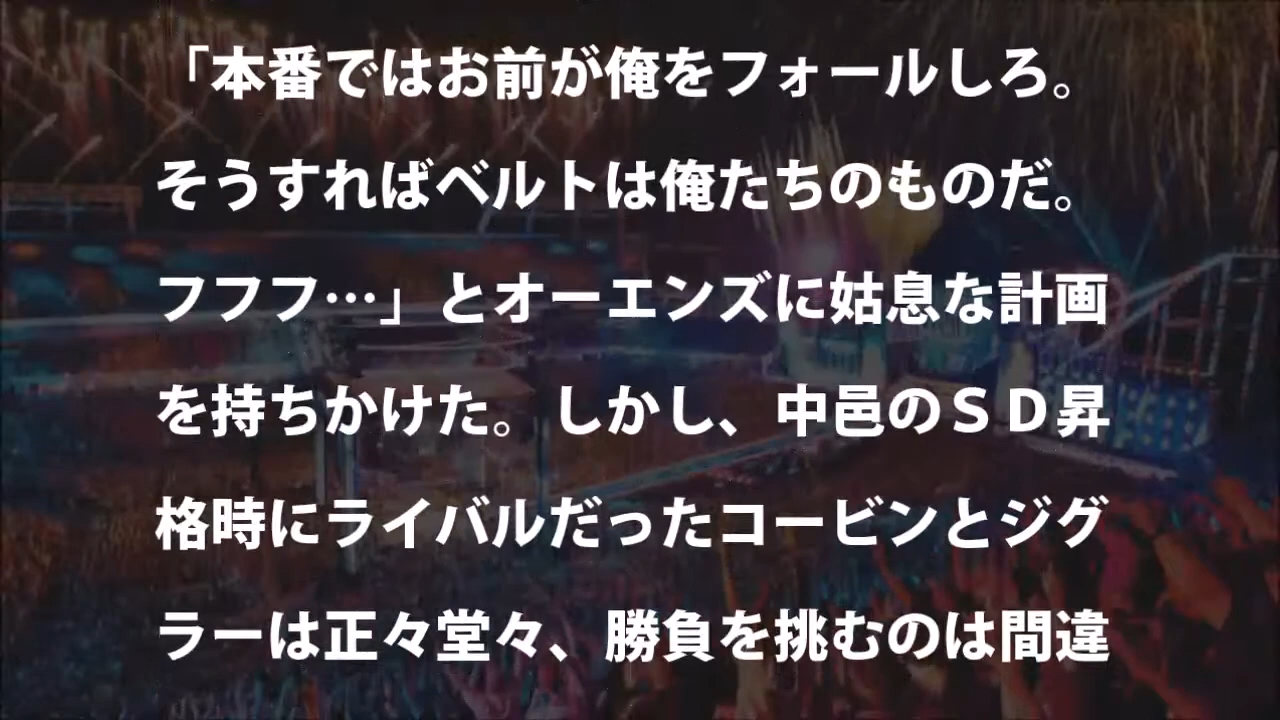 「本番ではお前が俺をフォールしろ。
そうすればベルトは俺たちのものだ。
フフフ…」とオーエンズに姑息な計画
を持ちかけた。しかし、中邑のＳＤ昇
格時にライバルだったコービンとジグ
ラーは正々堂々、勝負を挑むのは間違